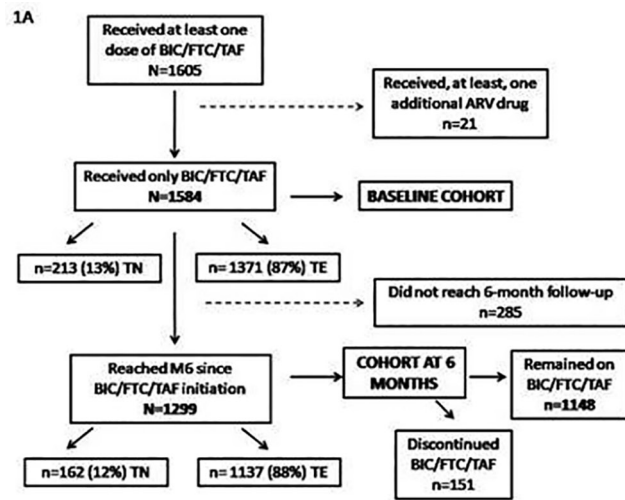 1A
Received at least one
dose of BIC/FTC/TAF
N=1605
Received, at least, one
additional ARV drug
n=21
Received only BIC/FTC/TAF
N=1584
BASELINE COHORT
n=213 (13%) TN
n= 1371 (87%) TE
Did not reach 6-month follow-up
n=285
Reached M6 since
BIC/FTC/TAF initiation
N=1299
COHORT AT 6
MONTHS
Remained on
BIC/FTC/TAF
n=1148
n=162 (12%) TN
n= 1137 (88%) TE
Discontinued
BIC/FTC/TAF
n=151